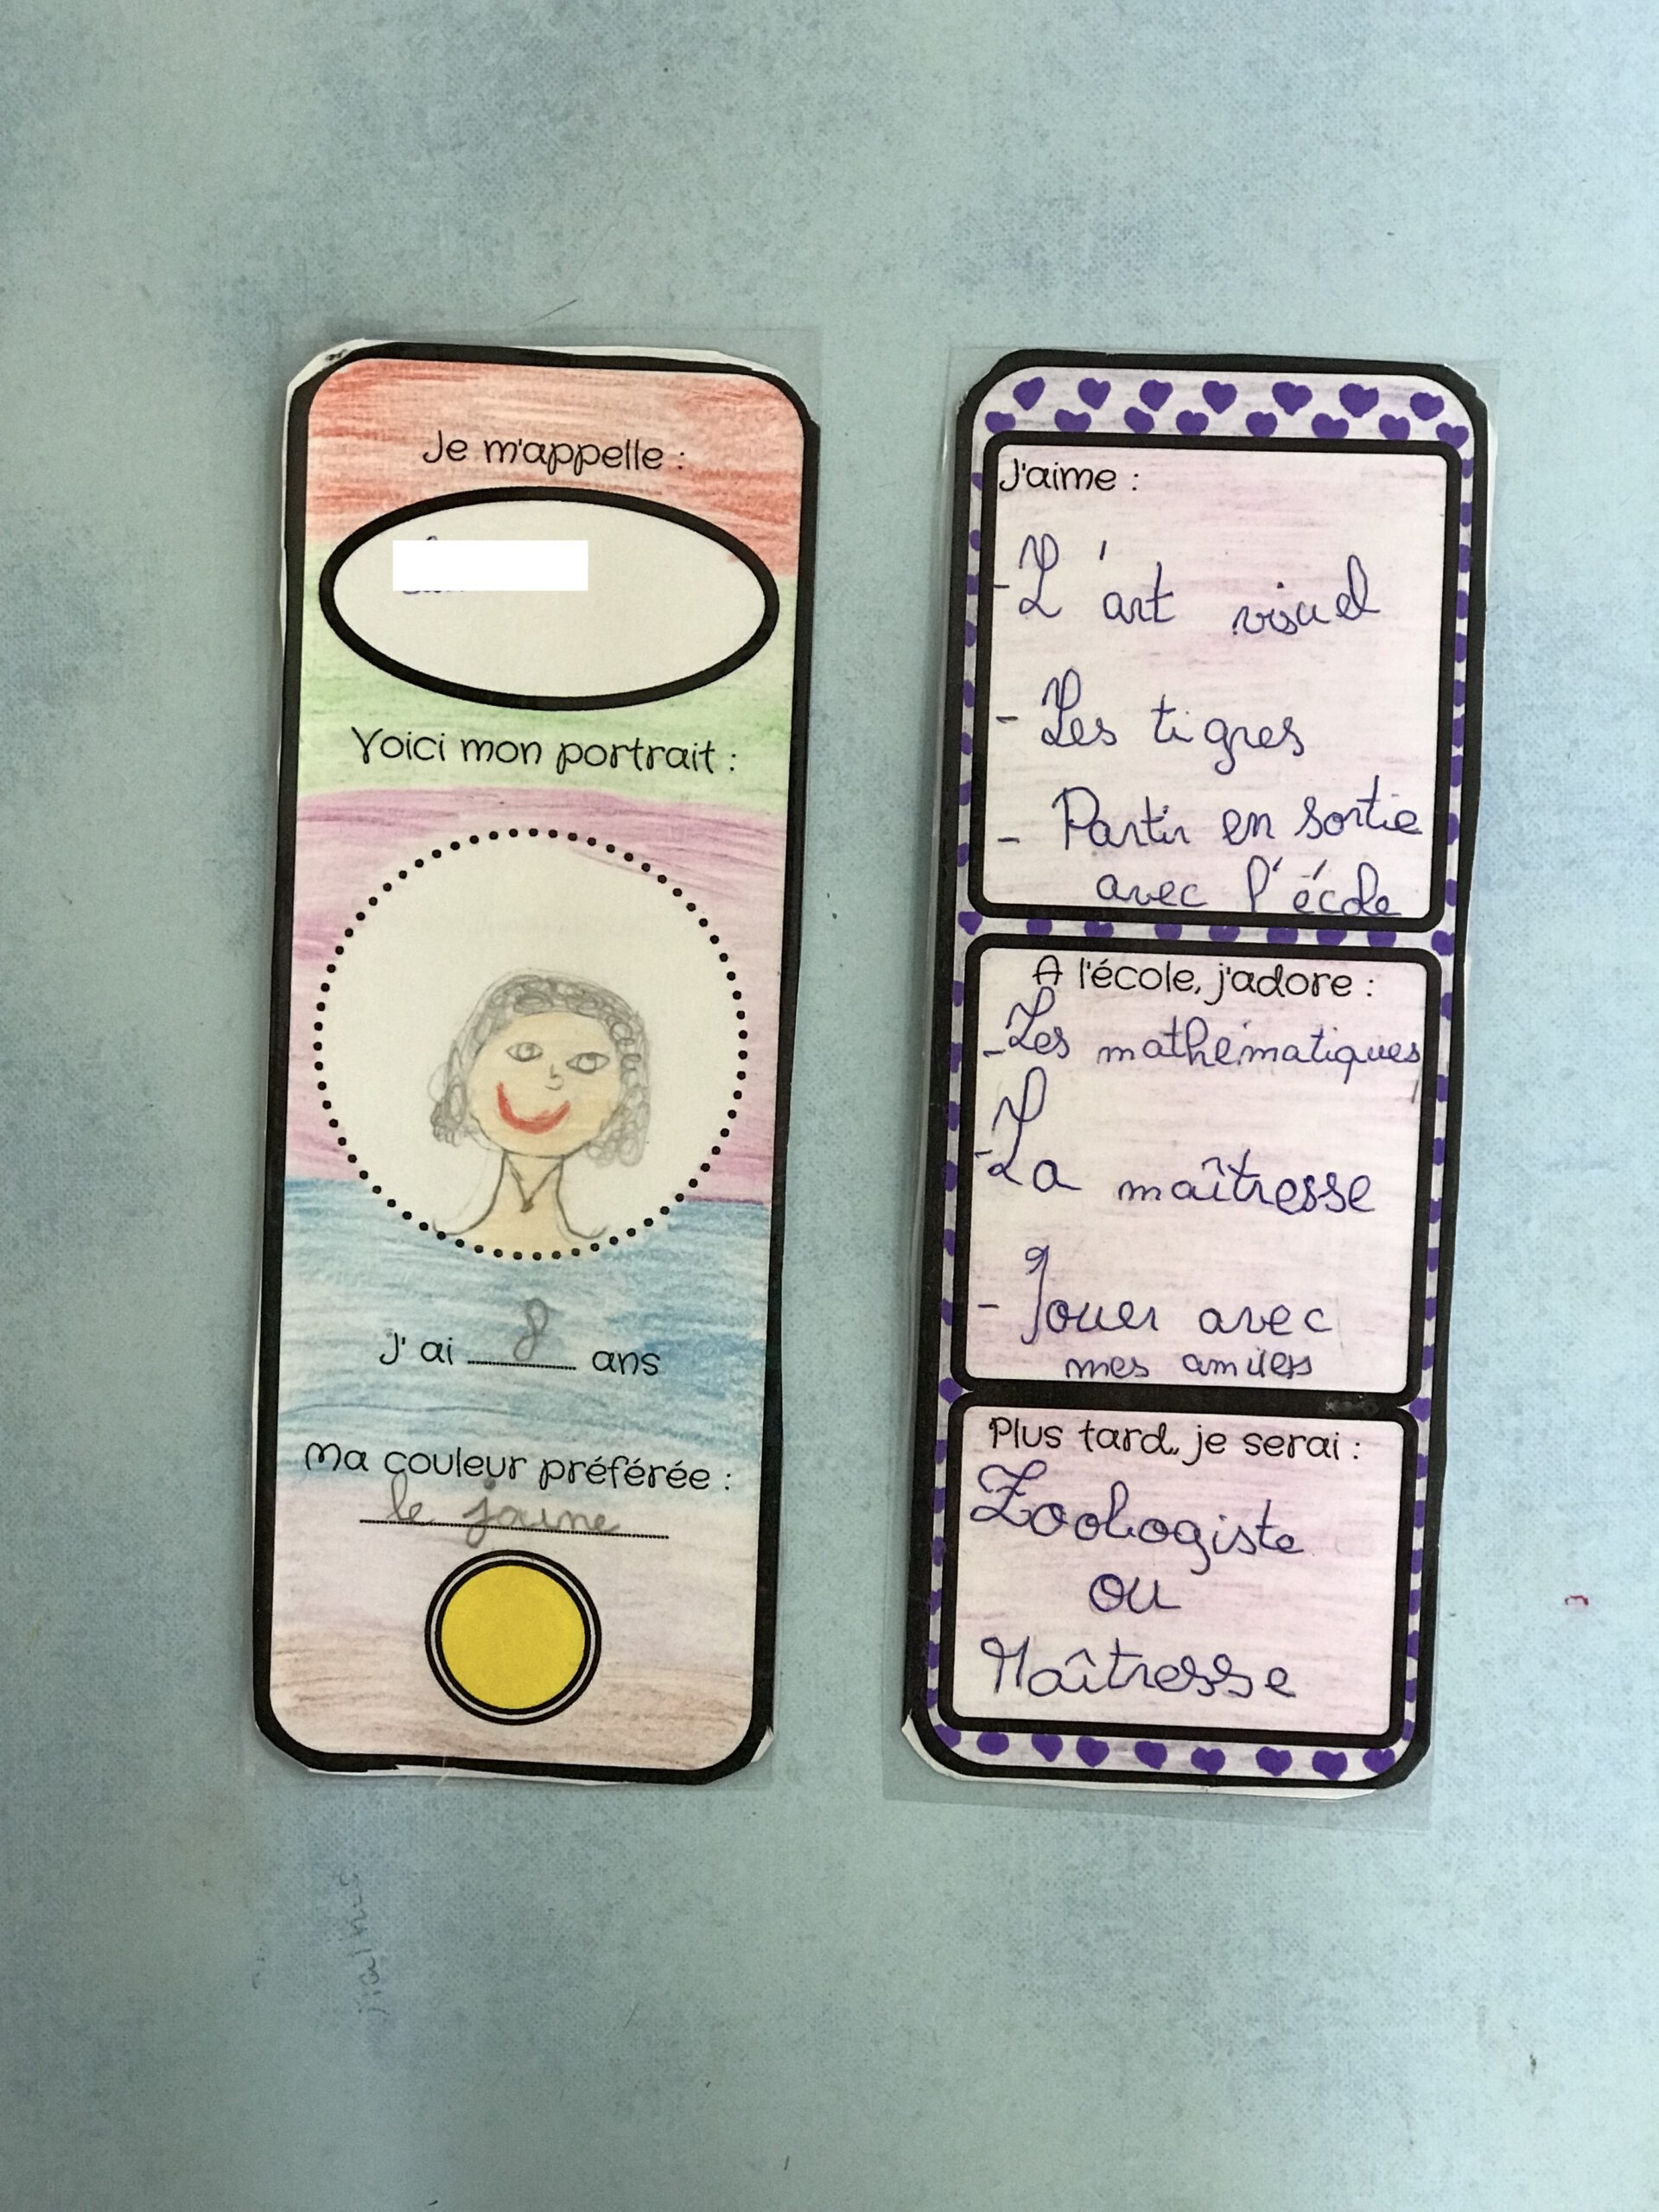 Je m'appelle :
Voici mon portrait :
J'ai 8 ans
Ma couleur préférée :
le jaune
J'aime :
- L'art visuel
- Les tigres
- Partir en sortie
avec l'école
A l'école, j'adore :
- Les mathématiques
- La maîtresse
- Jouer avec
mes
Plus tard, je serai :
Zoologiste
ou
Maîtresse